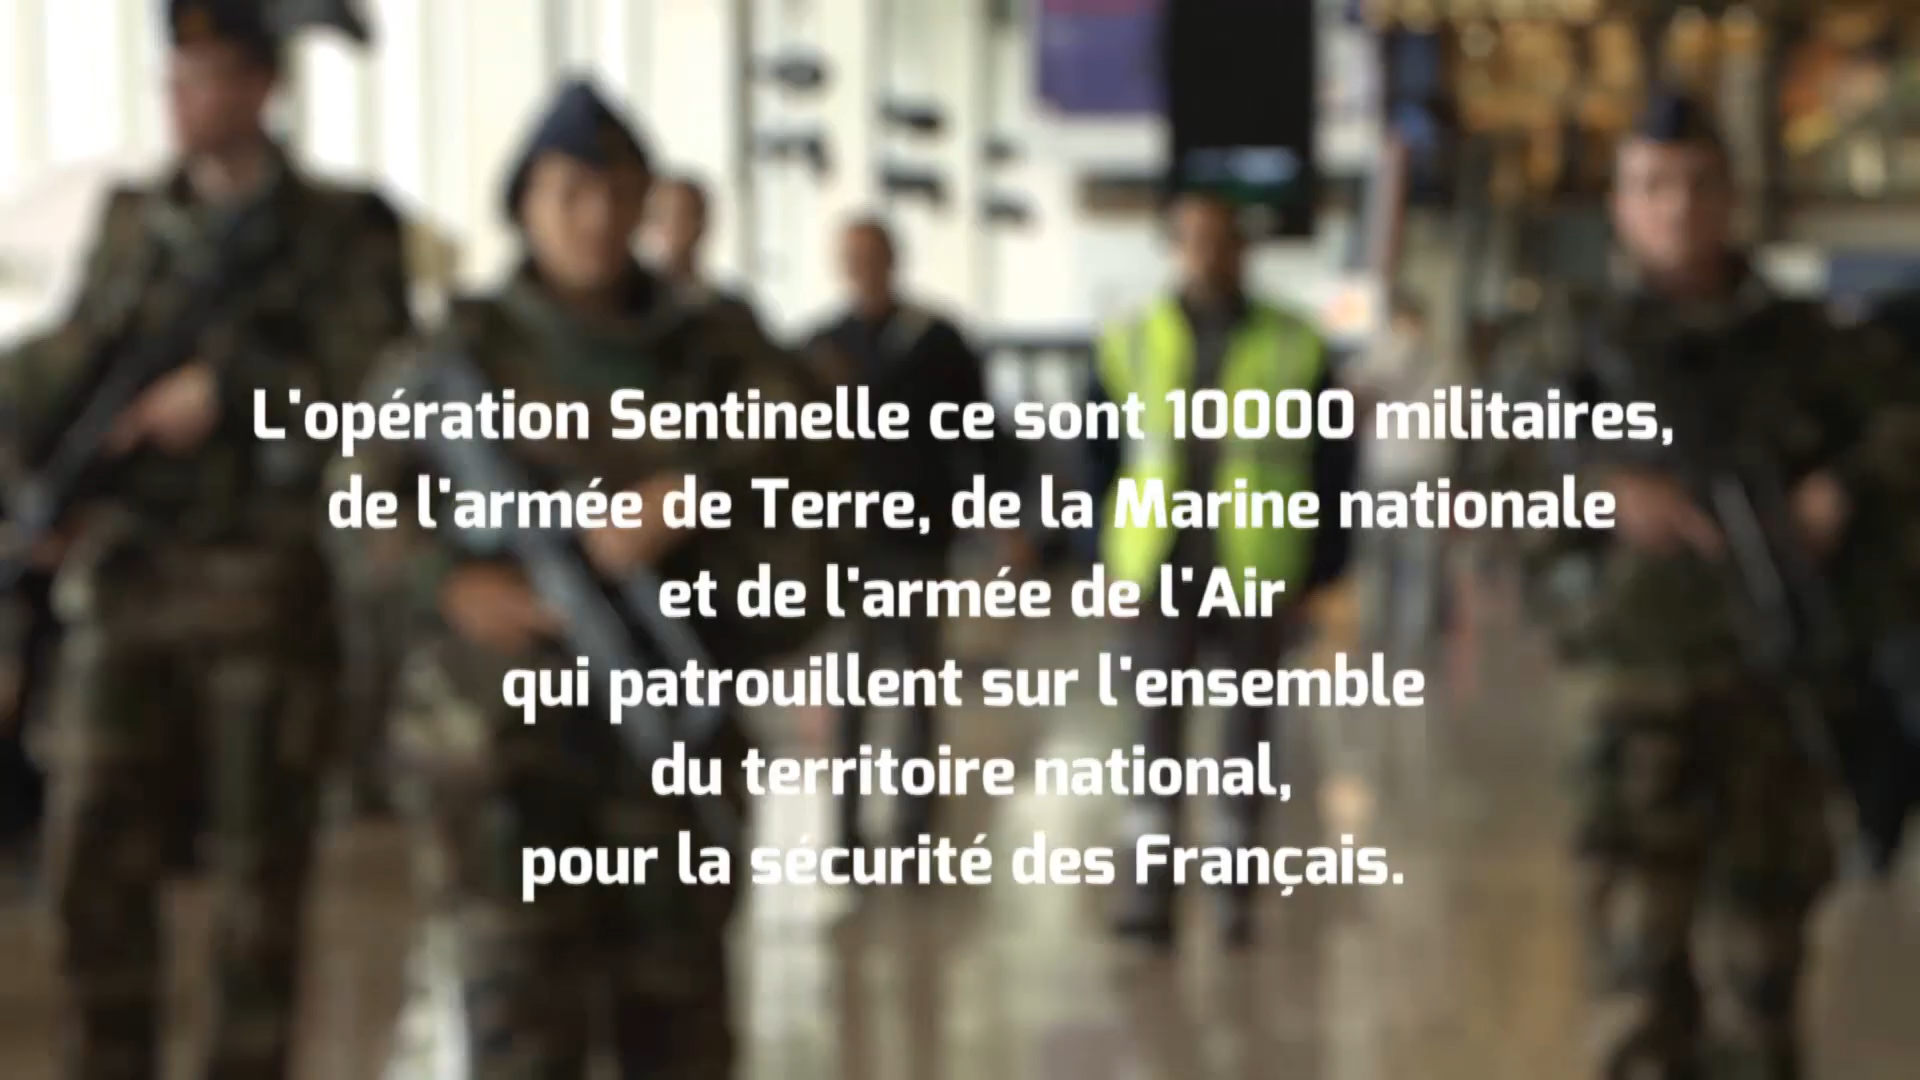 L'opération Sentinelle ce sont 10000 militaires,
de l'armée de Terre, de la Marine nationale
et de l'armée de l'Air
qui patrouillent sur l'ensemble
du territoire national,
pour la sécurité des Français.